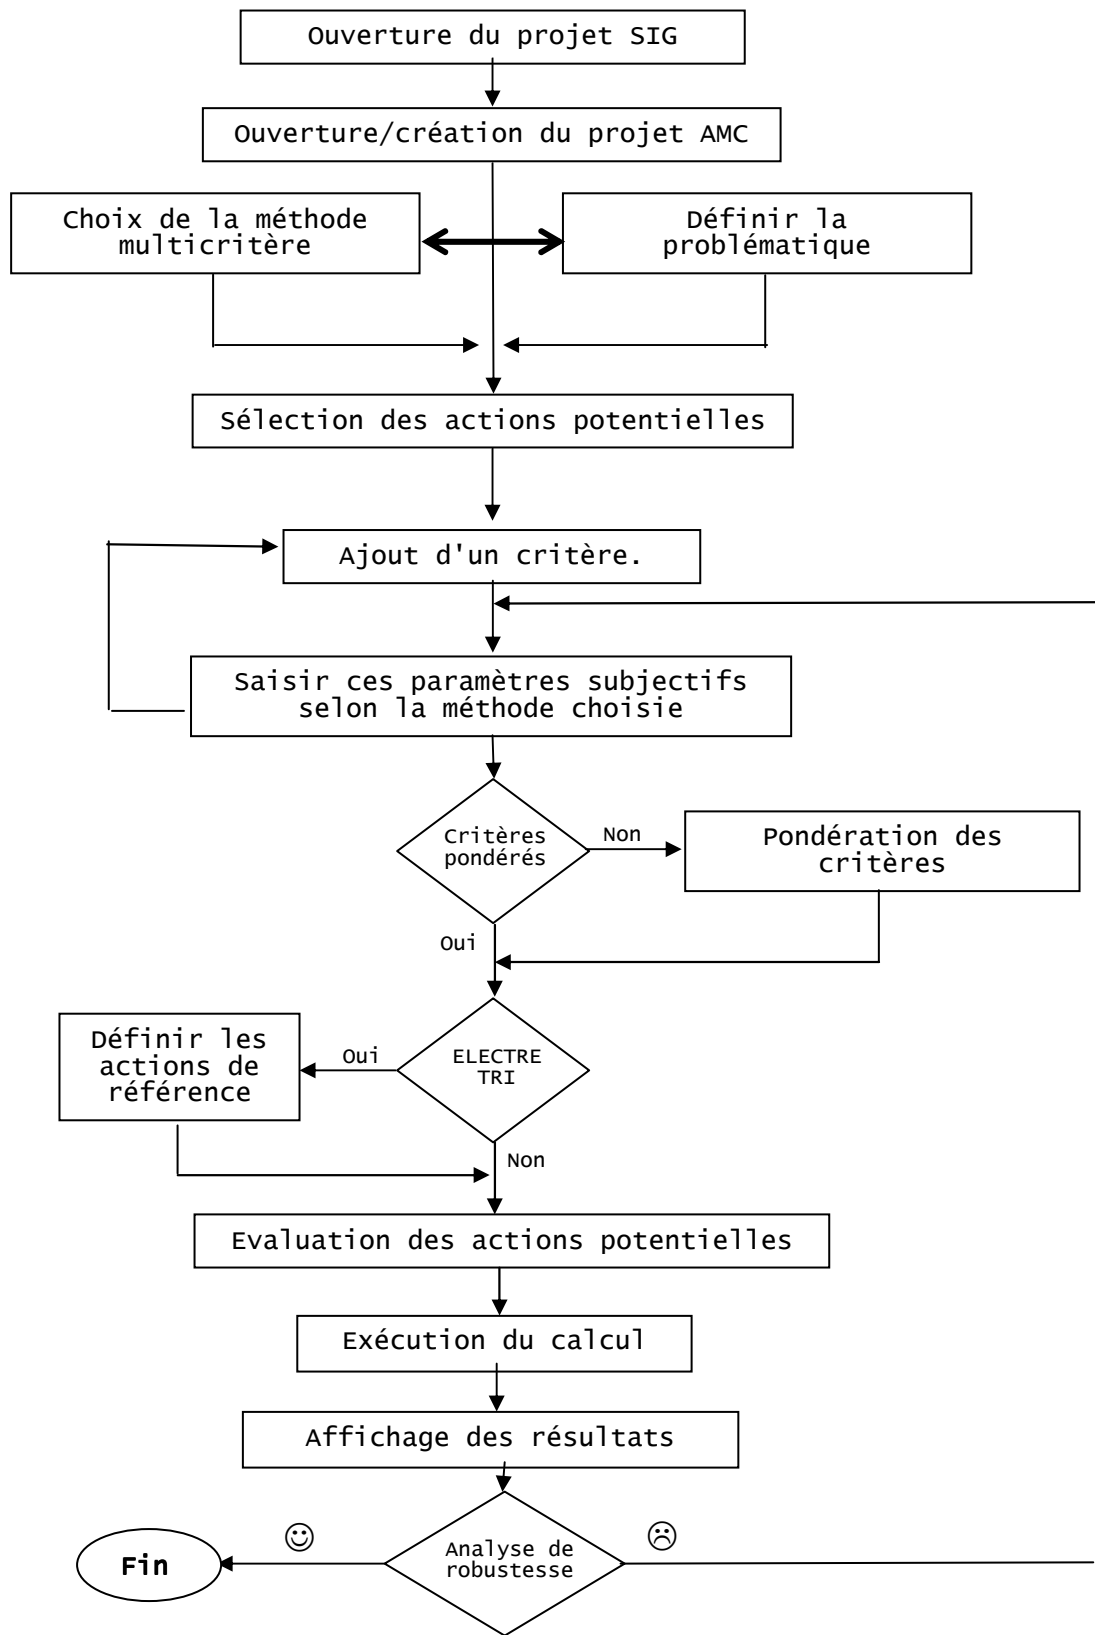 Ouverture du projet SIG
Ouverture/création du projet AMC
Choix de la méthode
multicritère
Définir la
problématique
Sélection des actions potentielles
Ajout d'un critère.
Saisir ces paramètres subjectifs
selon la méthode choisie
Critères
pondérés
Non
Pondération des
critères
Oui
Définir les
actions de
référence
Oui
ELECTRE
TRI
Non
Evaluation des actions potentielles
Exécution du calcul
Affichage des résultats
Analyse de
robustesse
Fin